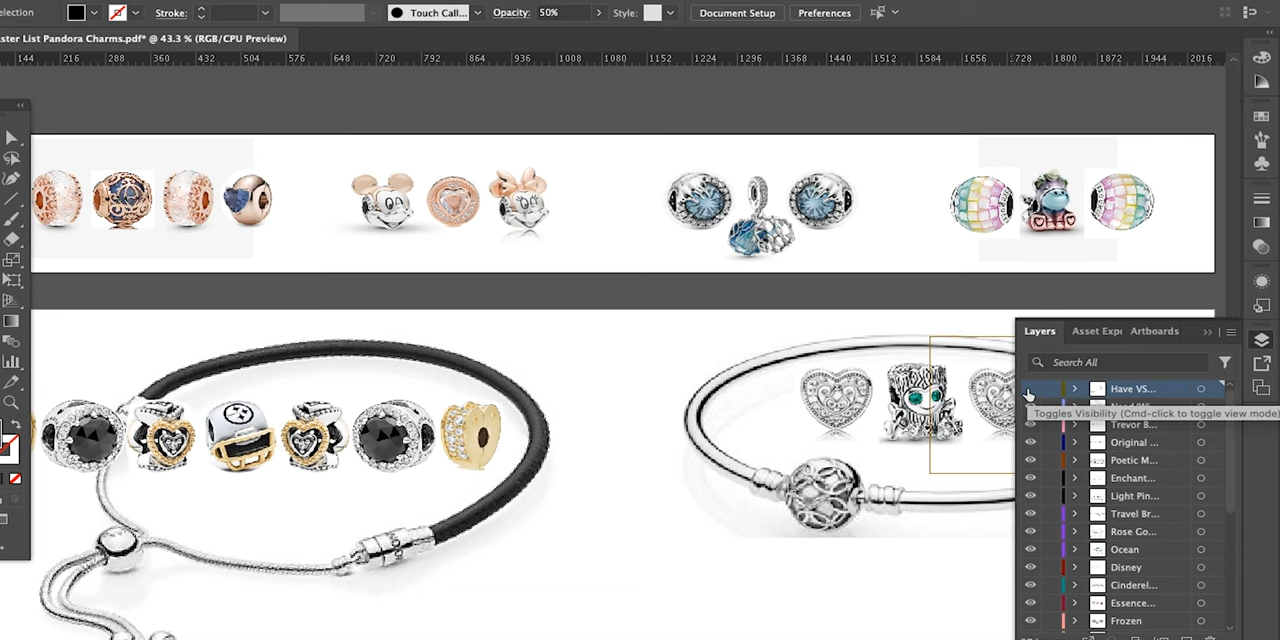 election
Stroke:
Touch Call...
Opacity: 50%
Style:
Document Setup
Preferences
aster List Pandora Charms.pdf* @ 43.3 % (RGB/CPU Preview)
144 216 288 360 432 504 576 648 720 792 864 936 1008 1080 1152 1224 1296 1368 1440 1512 1584 1656 1728 1800 1872 1944 2016
Layers
Asset Expo
Artboards
Search All
Have VS...
Toggles Visibility (Cmd-click to toggle view mode)
Trevor B...
Original ...
Poetic M...
Enchant...
Light Pin...
Travel Br...
Rose Go...
Ocean
Disney
Cinderel...
Essence...
Frozen